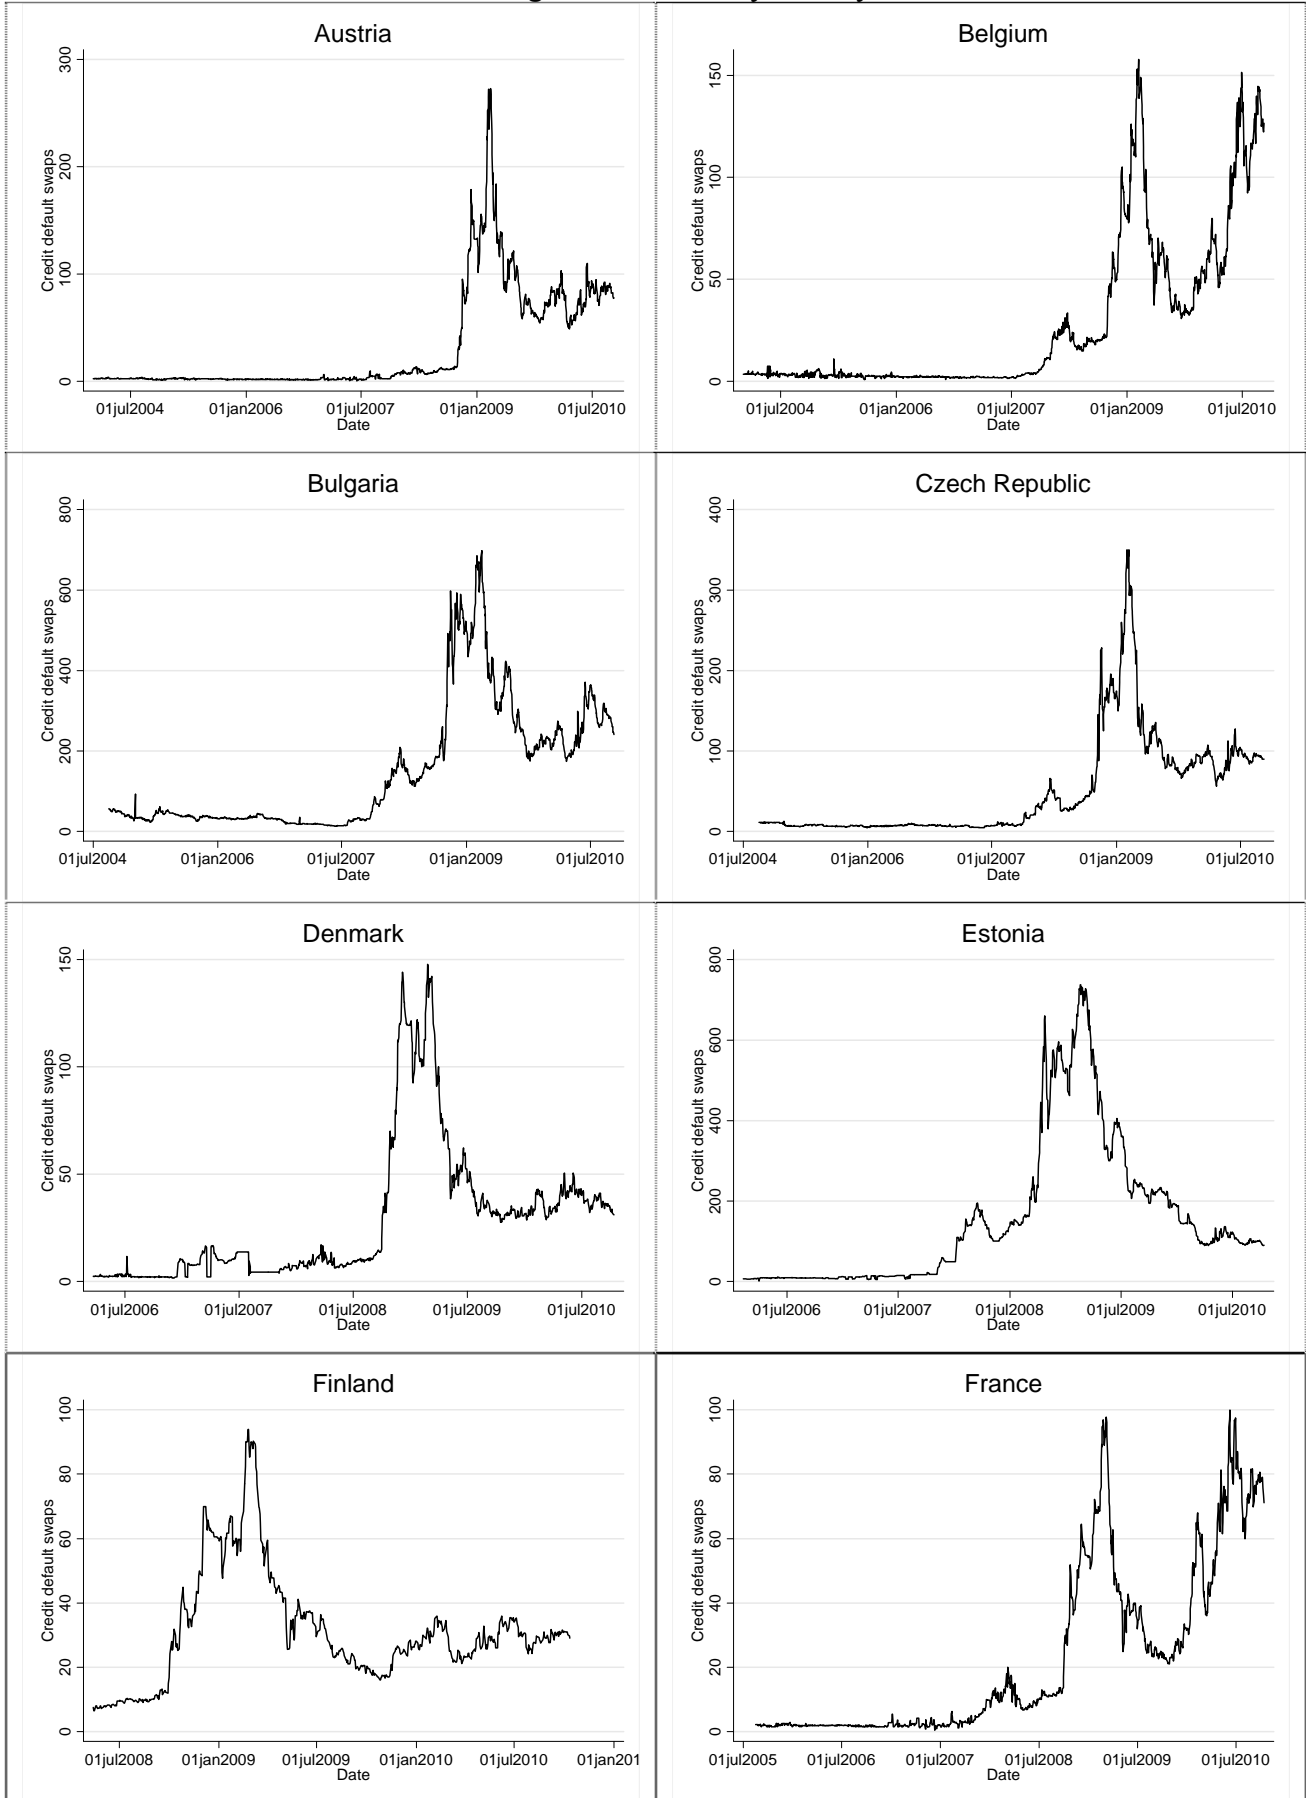 Austria
Credit default swaps
300
200
100
0
01jul2004 01jan2006 01jul2007 01jan2009 01jul2010
Date
Belgium
Credit default swaps
150
100
50
0
01jul2004 01jan2006 01jul2007 01jan2009 01jul2010
Date
Bulgaria
Credit default swaps
800
600
400
200
0
01jul2004 01jan2006 01jul2007 01jan2009 01jul2010
Date
Czech Republic
Credit default swaps
400
300
200
100
0
01jul2004 01jan2006 01jul2007 01jan2009 01jul2010
Date
Denmark
Credit default swaps
150
100
50
0
01jul2006 01jul2007 01jul2008 01jul2009 01jul2010
Date
Estonia
Credit default swaps
800
600
400
200
0
01jul2006 01jul2007 01jul2008 01jul2009 01jul2010
Date
Finland
Credit default swaps
100
80
60
40
20
0
01jul2008 01jan2009 01jul2009 01jan2010 01jul2010 01jan201
Date
France
Credit default swaps
100
80
60
40
20
0
01jul2005 01jul2006 01jul2007 01jul2008 01jul2009 01jul2010
Date